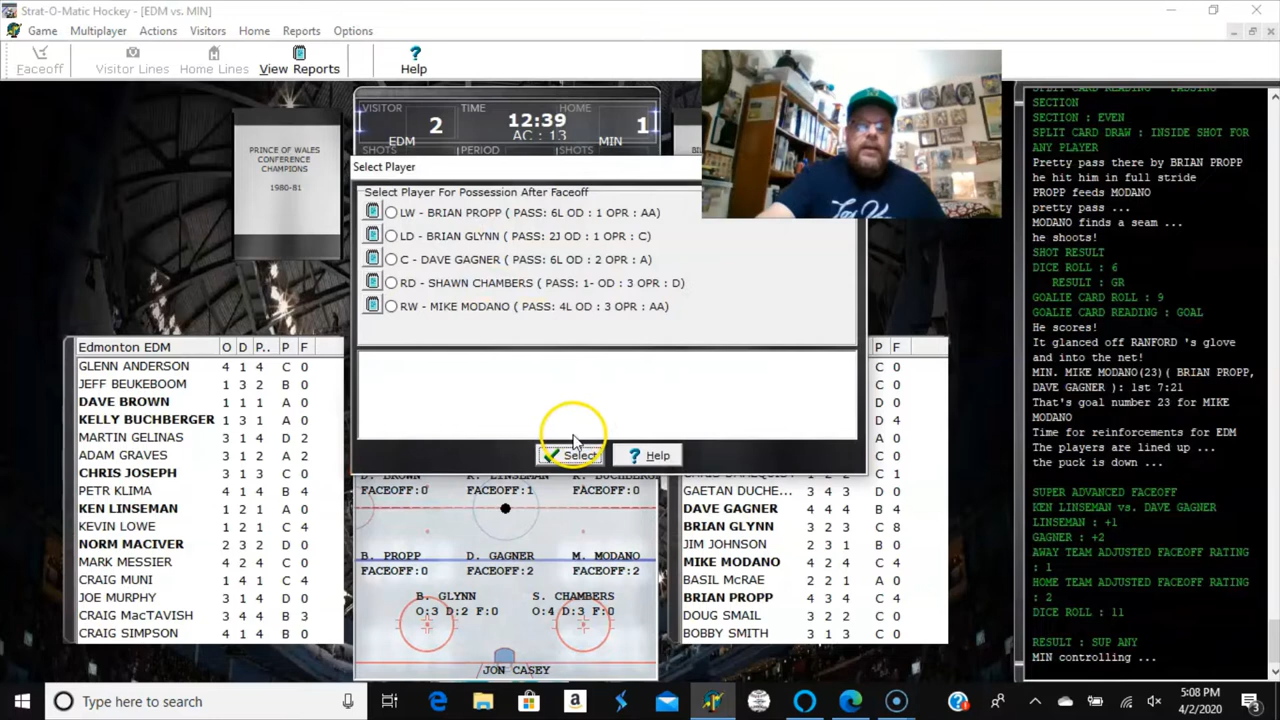 Strat-O-Matic Hockey - [EDM vs. MIN]
Game Multiplayer Actions Visitors Home Reports Options
Faceoff Visitor Lines Home Lines View Reports Help
VISITOR TIME HOME
2 12:39 1
EDM AC : 13 MIN
SHOTS PERIOD SHOTS
PRINCE OF WALES
CONFERENCE
CHAMPIONS
1980-81
Select Player
Select Player For Possession After Faceoff
LW - BRIAN PROPP ( PASS: 6L OD : 1 OPR : AA)
LD - BRIAN GLYNN ( PASS: 2J OD : 1 OPR : C)
C - DAVE GAGNER ( PASS: 6L OD : 2 OPR : A)
RD - SHAWN CHAMBERS ( PASS: 1- OD : 3 OPR : D)
RW - MIKE MODANO ( PASS: 4L OD : 3 OPR : AA)
Select Help
Edmonton EDM O D P.. P F
GLENN ANDERSON 4 1 4 C 0
JEFF BEUKEBOOM 1 3 2 B 0
DAVE BROWN 1 1 1 A 0
KELLY BUCHBERGER 1 3 1 A 0
MARTIN GELINAS 3 1 4 D 2
ADAM GRAVES 3 1 3 A 2
CHRIS JOSEPH 3 1 3 C 0
PETR KLIMA 4 1 4 B 4
KEN LINSEMAN 1 2 1 A 0
KEVIN LOWE 1 2 1 C 4
NORM MACIVER 2 3 2 D 0
MARK MESSIER 4 2 4 C 0
CRAIG MUNI 1 4 1 C 4
JOE MURPHY 3 1 4 D 0
CRAIG MacTAVISH 3 4 4 B 3
CRAIG SIMPSON 4 1 4 D 0
D. BROWN K. LINSEMAN K. BUCHBERGE
FACEOFF:0 FACEOFF:1 FACEOFF:0
B. PROPP D. GAGNER M. MODANO
FACEOFF:0 FACEOFF:2 FACEOFF:2
B. GLYNN S. CHAMBERS
O:3 D:2 F:0 O:4 D:3 F:0
JON CASEY
P F
C 0
C 0
D 0
D 4
A 0
A 0
C 1
GAETAN DUCHE... 3 4 3 D 0
DAVE GAGNER 4 4 4 B 4
BRIAN GLYNN 3 2 3 C 8
JIM JOHNSON 2 3 1 B 0
MIKE MODANO 4 2 4 C 0
BASIL McRAE 2 2 1 A 0
BRIAN PROPP 4 3 4 C 4
DOUG SMAIL 3 3 1 D 0
BOBBY SMITH 3 1 3 C 0
SPLIT CARD READING PASSING
SECTION
SECTION : EVEN
SPLIT CARD DRAW : INSIDE SHOT FOR
ANY PLAYER
Pretty pass there by BRIAN PROPP
he hit him in full stride
PROPP feeds MODANO
pretty pass ...
MODANO finds a seam ...
he shoots!
SHOT RESULT
DICE ROLL : 6
RESULT : GR
GOALIE CARD ROLL : 9
GOALIE CARD READING : GOAL
He scores!
It glanced off RANFORD 's glove
and into the net!
MIN. MIKE MODANO(23)( BRIAN PROPP,
DAVE GAGNER ): 1st 7:21
That's goal number 23 for MIKE
MODANO
Time for reinforcements for EDM
The players are lined up ...
the puck is down ...
SUPER ADVANCED FACEOFF
KEN LINSEMAN vs. DAVE GAGNER
LINSEMAN : +1
GAGNER : +2
AWAY TEAM ADJUSTED FACEOFF RATING
: 1
HOME TEAM ADJUSTED FACEOFF RATING
: 2
DICE ROLL : 11
RESULT : SUP ANY
MIN controlling ...
Type here to search
5:08 PM
4/2/2020